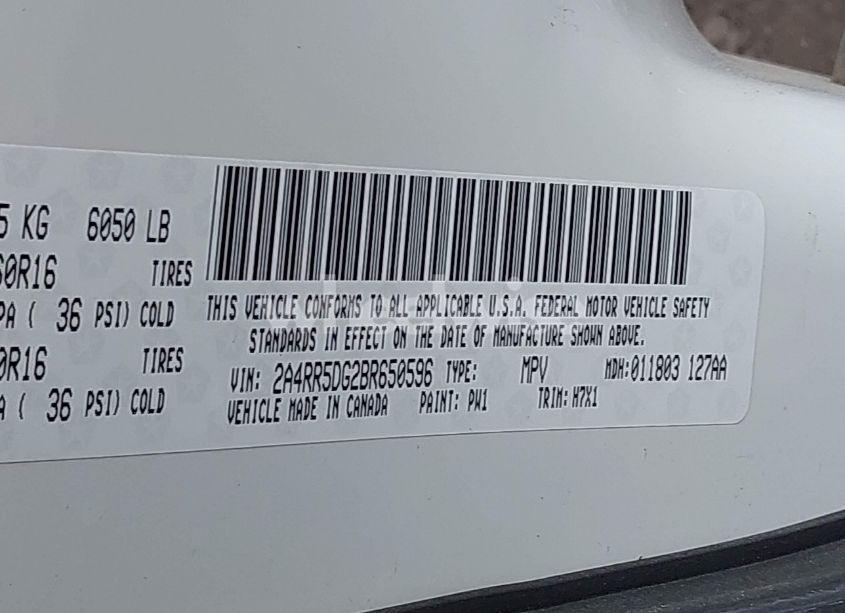 5 KG 6050 LB
60R16 TIRES
PA ( 36 PSI) COLD
0R16 TIRES
A ( 36 PSI) COLD
THIS VEHICLE CONFORMS TO ALL APPLICABLE U.S.A. FEDERAL MOTOR VEHICLE SAFETY
STANDARDS IN EFFECT ON THE DATE OF MANUFACTURE SHOWN ABOVE.
VIN: 2A4RR5DG2BR650596 TYPE: MPV MDH:011803 127AA
VEHICLE MADE IN CANADA PAINT: PW1 TRIM: H7X1